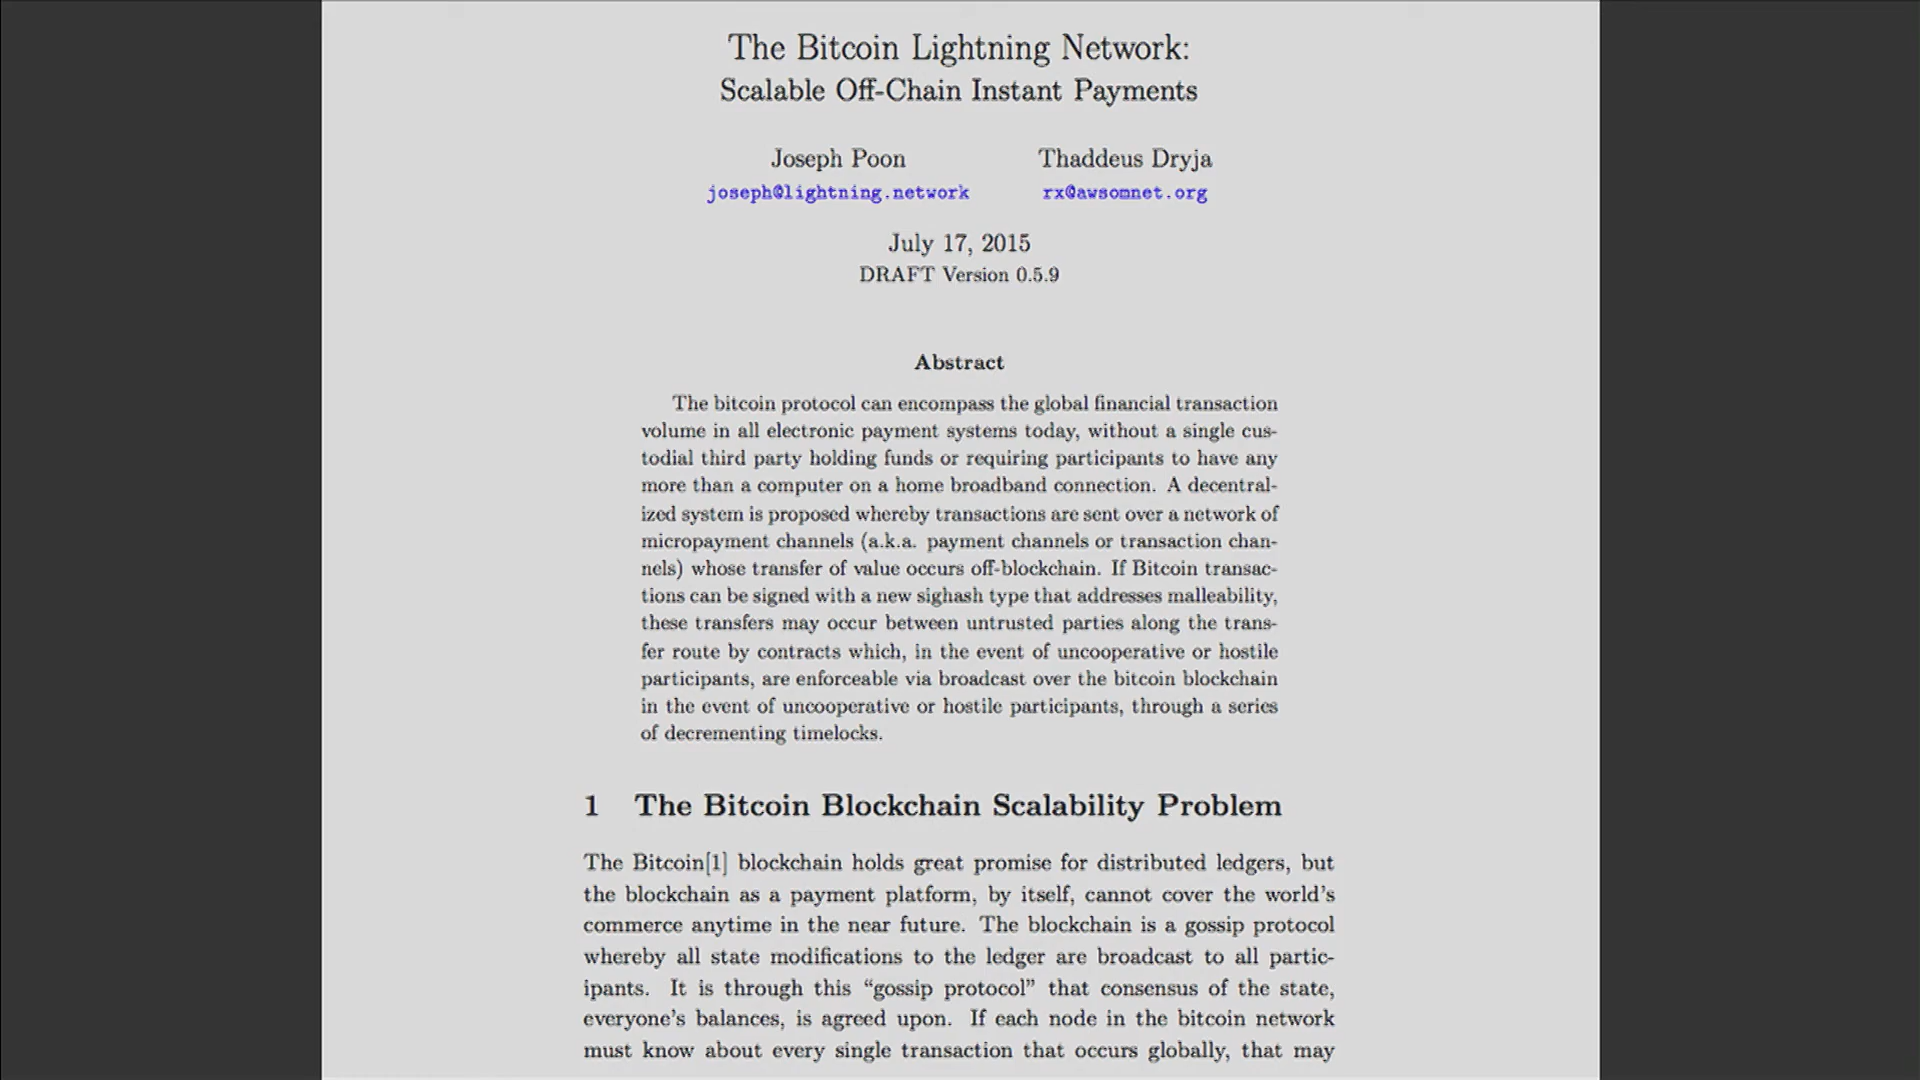 The Bitcoin Lightning Network:
Scalable Off-Chain Instant Payments
Joseph Poon Thaddeus Dryja
joseph@lightning.network rx@awsomnet.org
July 17, 2015
DRAFT Version 0.5.9
Abstract
The bitcoin protocol can encompass the global financial transaction
volume in all electronic payment systems today, without a single cus-
todial third party holding funds or requiring participants to have any
more than a computer on a home broadband connection. A decentral-
ized system is proposed whereby transactions are sent over a network of
micropayment channels (a.k.a. payment channels or transaction chan-
nels) whose transfer of value occurs off-blockchain. If Bitcoin transac-
tions can be signed with a new sighash type that addresses malleability,
these transfers may occur between untrusted parties along the trans-
fer route by contracts which, in the event of uncooperative or hostile
participants, are enforceable via broadcast over the bitcoin blockchain
in the event of uncooperative or hostile participants, through a series
of decrementing timelocks.
1 The Bitcoin Blockchain Scalability Problem
The Bitcoin[1] blockchain holds great promise for distributed ledgers, but
the blockchain as a payment platform, by itself, cannot cover the world's
commerce anytime in the near future. The blockchain is a gossip protocol
whereby all state modifications to the ledger are broadcast to all partic-
ipants. It is through this “gossip protocol” that consensus of the state,
everyone's balances, is agreed upon. If each node in the bitcoin network
must know about every single transaction that occurs globally, that may